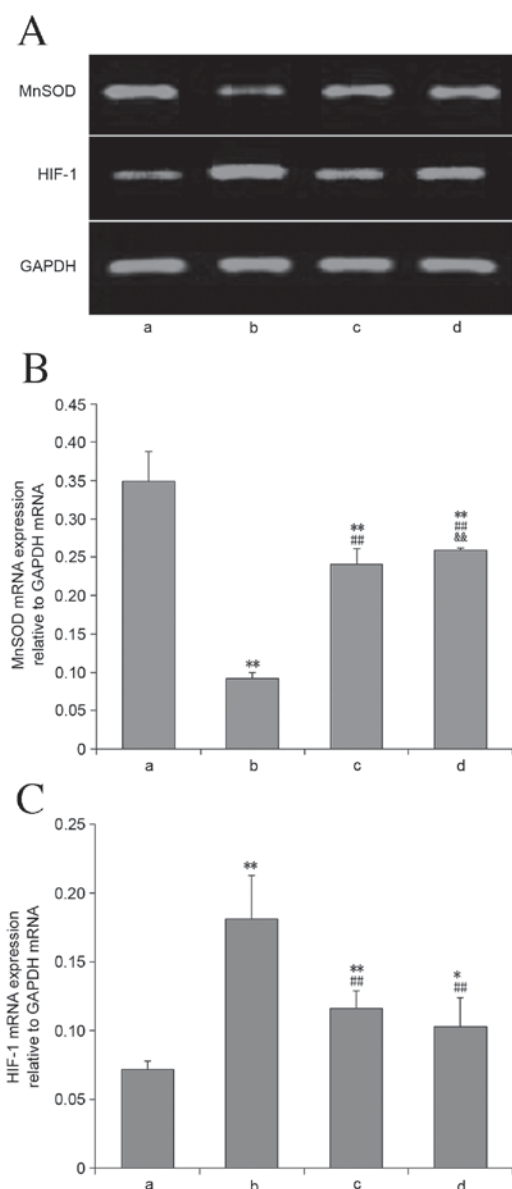 A
MnSOD
HIF-1
GAPDH
a b c d
B
MnSOD mRNA expression
relative to GAPDH mRNA
0.45
0.40
0.35
0.30
0.25
0.20
0.15
0.10
0.05
0
**
**
##
**
##
&&
a b c d
C
HIF-1 mRNA expression
relative to GAPDH mRNA
0.25
0.20
0.15
0.10
0.05
0
**
**
##
*
##
a b c d